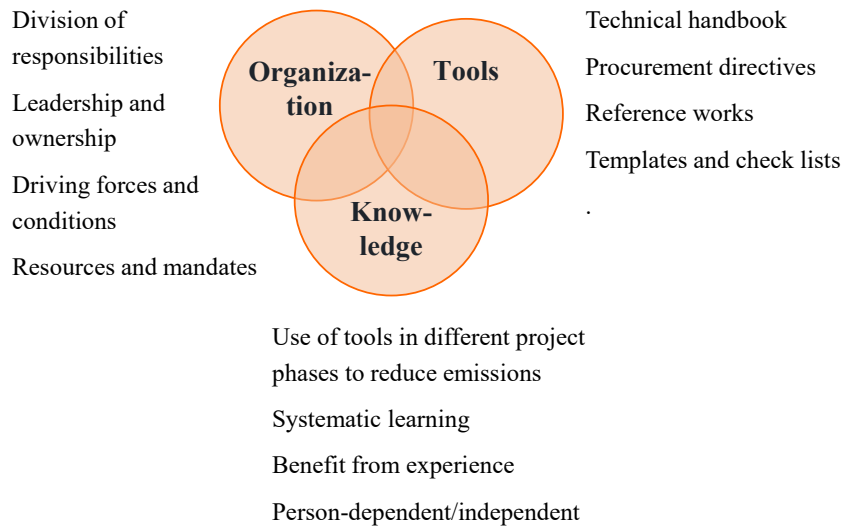 Division of
responsibilities
Leadership and
ownership
Driving forces and
conditions
Resources and mandates
Organiza-
tion
Tools
Know-
ledge
Technical handbook
Procurement directives
Reference works
Templates and check lists
.
Use of tools in different project
phases to reduce emissions
Systematic learning
Benefit from experience
Person-dependent/independent